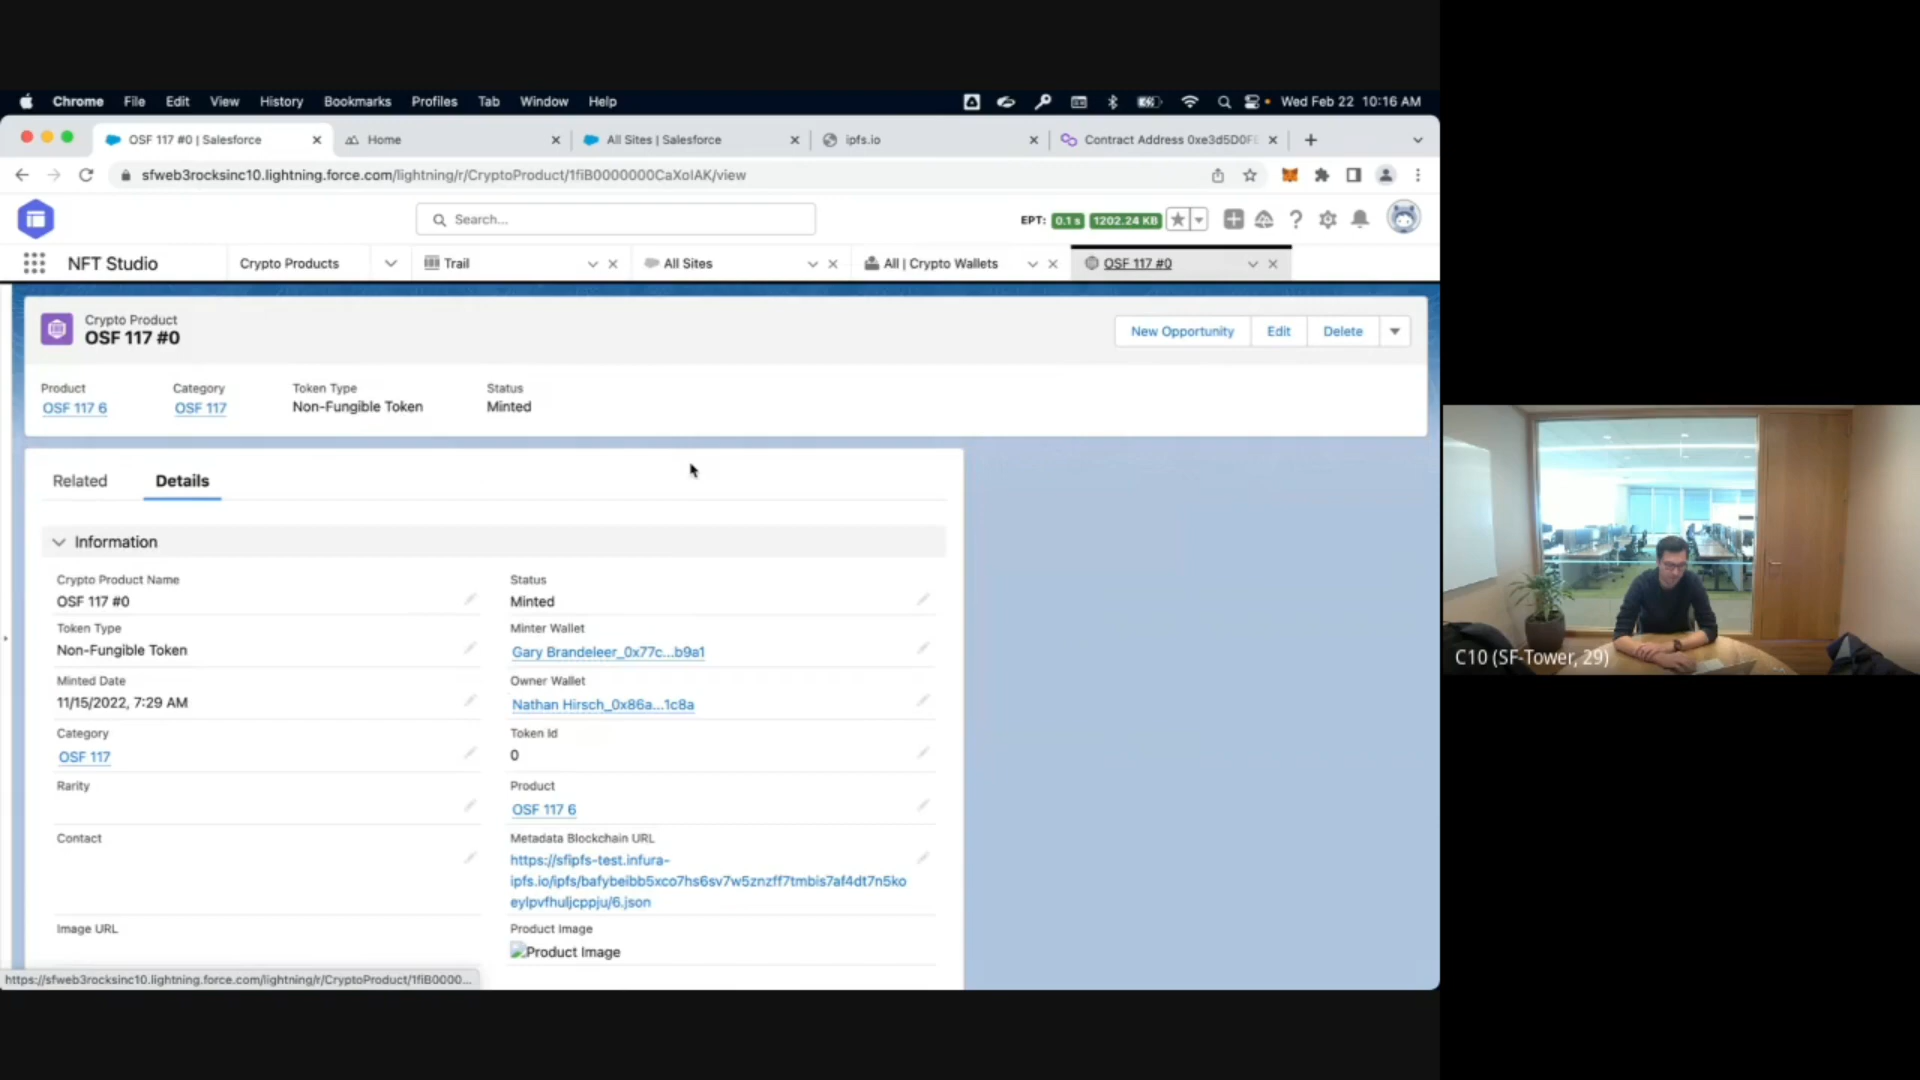 Chrome File Edit View History Bookmarks Profiles Tab Window Help Wed Feb 22 10:16 AM
OSF 117 #0 | Salesforce Home All Sites | Salesforce ipfs.io Contract Address 0xe3d5D0F
sfweb3rocksinc10.lightning.force.com/lightning/r/CryptoProduct/1fiB0000000CaXoIAK/view
Search... EPT: 0.1 s 1202.24 KB
NFT Studio Crypto Products Trail All Sites All | Crypto Wallets OSF 117 #0
Crypto Product
OSF 117 #0
New Opportunity Edit Delete
Product Category Token Type Status
OSF 117 6 OSF 117 Non-Fungible Token Minted
Related Details
Information
Crypto Product Name Status
OSF 117 #0 Minted
Token Type Minter Wallet
Non-Fungible Token Gary Brandeleer_0x77c...b9a1
Minted Date Owner Wallet
11/15/2022, 7:29 AM Nathan Hirsch_0x86a...1c8a
Category Token Id
OSF 117 0
Rarity Product
OSF 117 6
Contact Metadata Blockchain URL
https://sfipfs-test.infura-
ipfs.io/ipfs/bafybeibb5xco7hs6sv7w5znzff7tmbis7af4dt7n5ko
eylpvfhuljcppju/6.json
Image URL Product Image
Product Image
https://sfweb3rocksinc10.lightning.force.com/lightning/r/CryptoProduct/1fiB0000...
C10 (SF-Tower, 29)